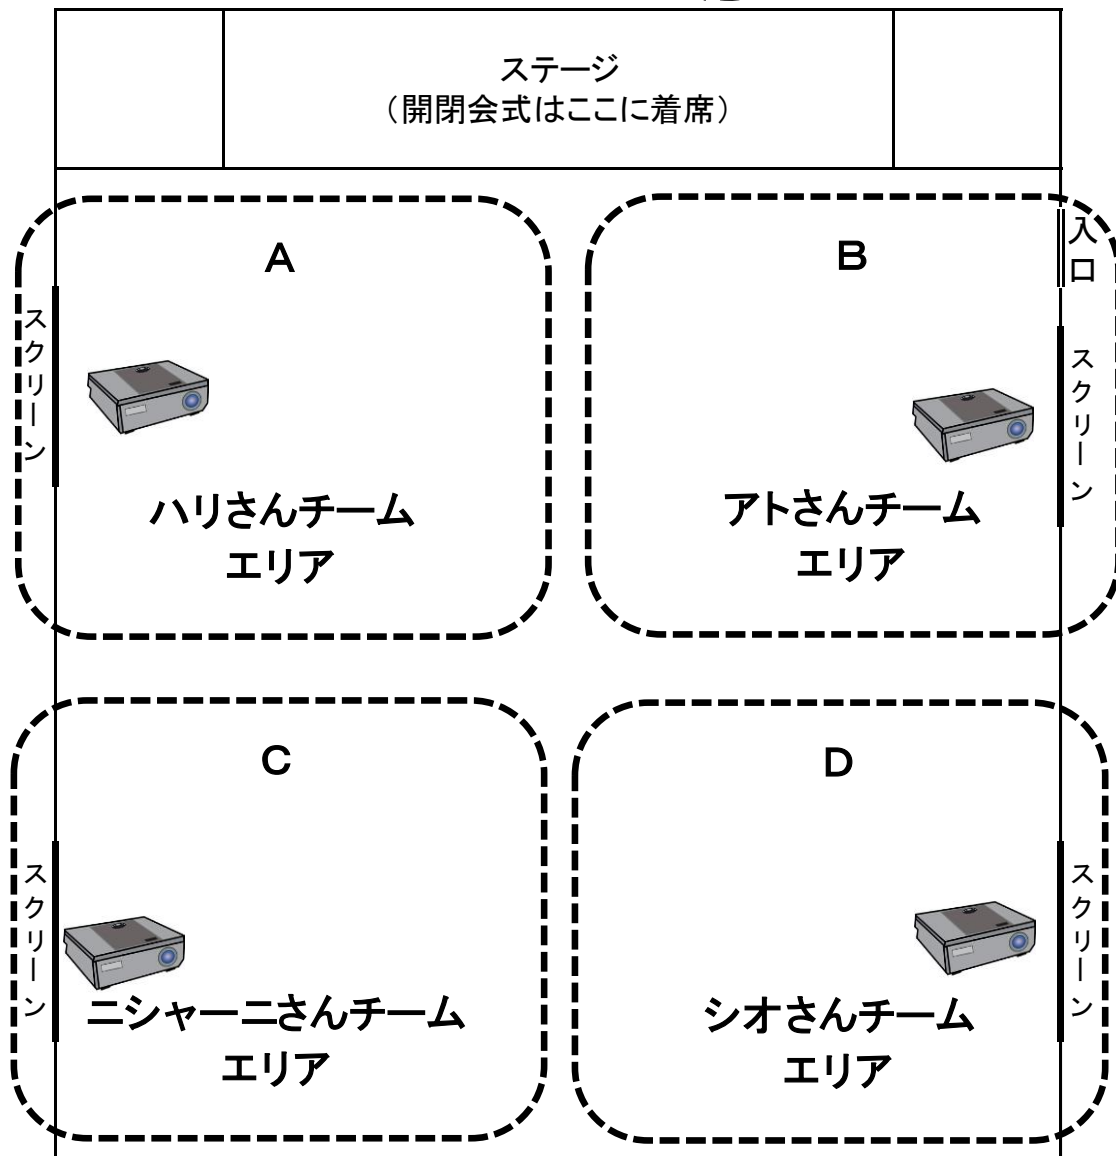 ステージ
（開閉会式はここに着席）
A
B
入口
スクリーン
スクリーン
ハリさんチーム
エリア
アトさんチーム
エリア
C
D
スクリーン
スクリーン
ニシャーニさんチーム
エリア
シオさんチーム
エリア